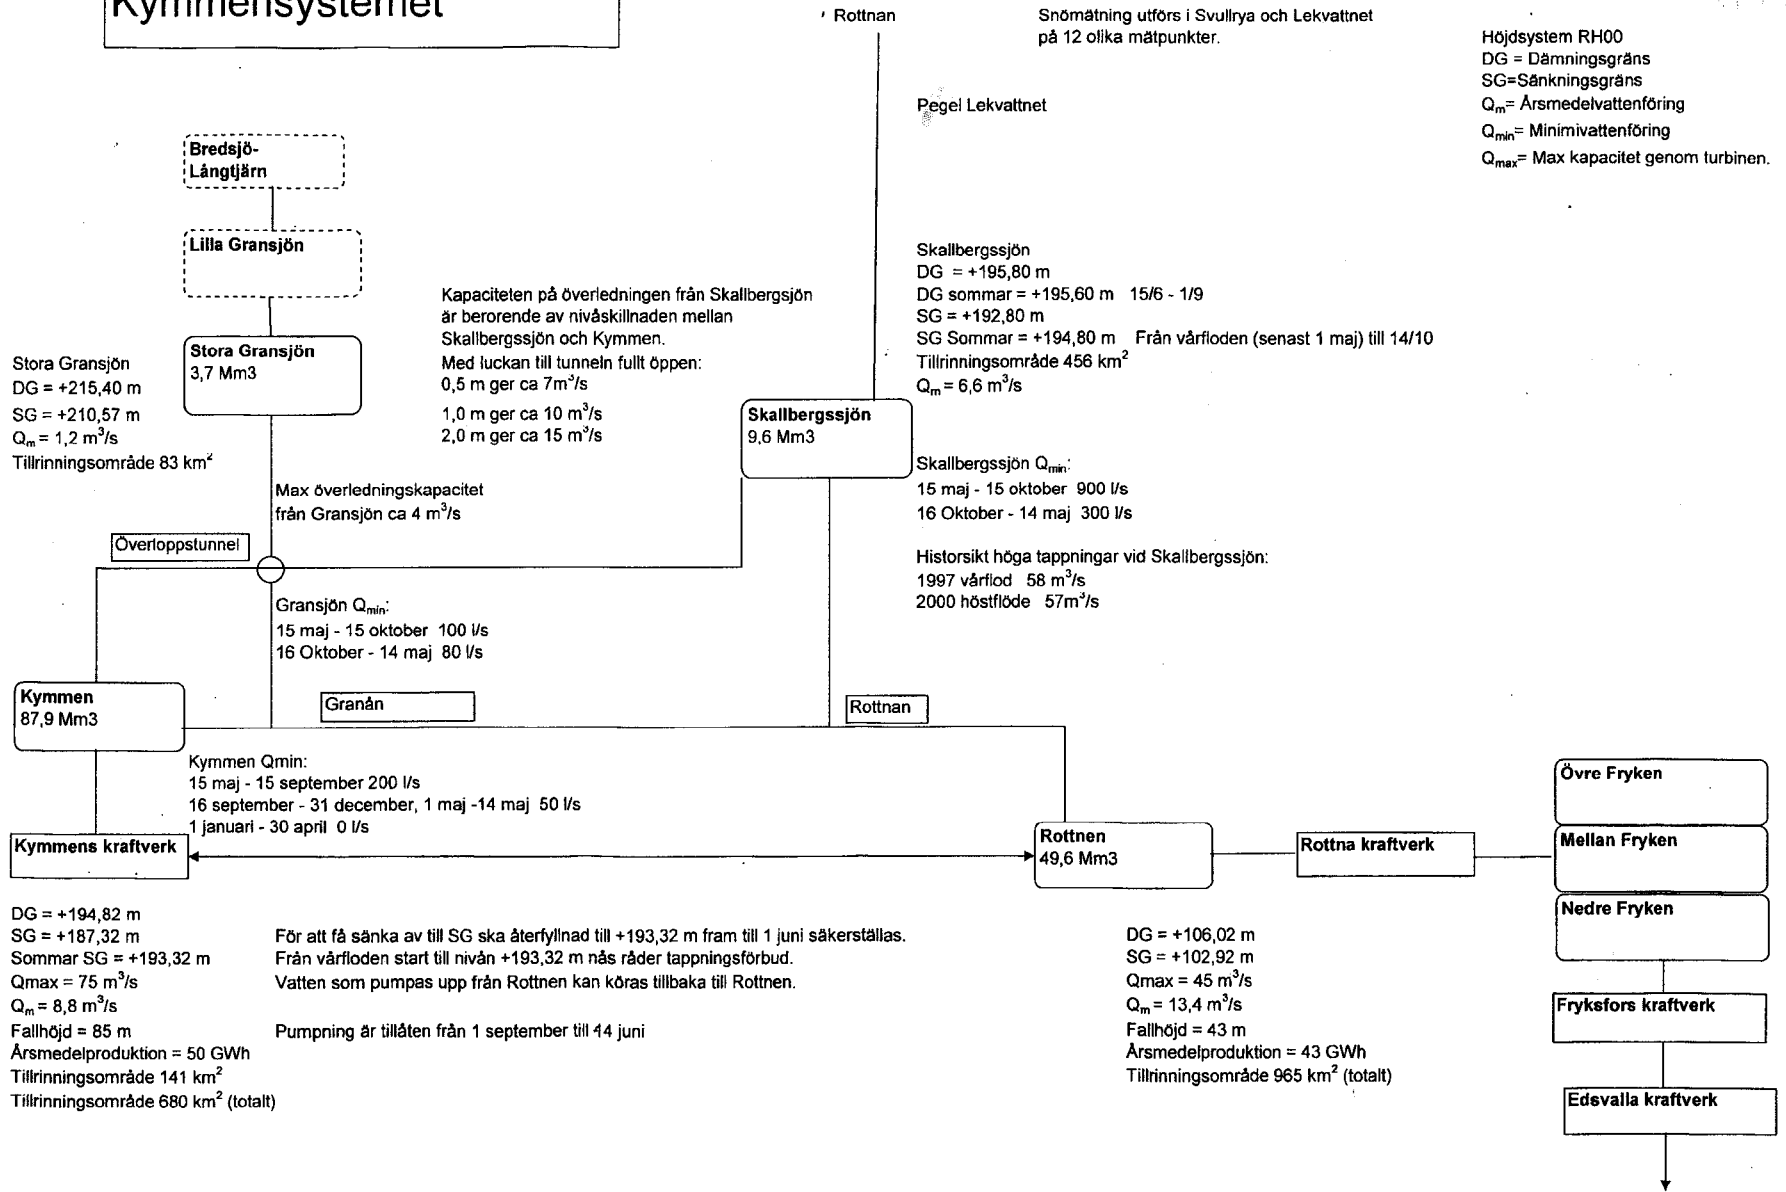 Kymmensystemet
Rottnan
Snömätning utförs i Svullrya och Lekvattnet
på 12 olika mätpunkter.
Höjdsystem RH00
DG = Dämningsgräns
SG=Sänkningsgräns
Qm= Årsmedelvattenföring
Qmin= Minimivattenföring
Qmax= Max kapacitet genom turbinen.
Pegel Lekvattnet
Bredsjö-
Långtjärn
Lilla Gransjön
Stora Gransjön
3,7 Mm3
Stora Gransjön
DG = +215,40 m
SG = +210,57 m
Qm = 1,2 m³/s
Tillrinningsområde 83 km²
Kapaciteten på överledningen från Skallbergsjön
är berorende av nivåskillnaden mellan
Skallbergssjön och Kymmen.
Med luckan till tunneln fullt öppen:
0,5 m ger ca 7m³/s
1,0 m ger ca 10 m³/s
2,0 m ger ca 15 m³/s
Skallbergssjön
DG = +195,80 m
DG sommar = +195,60 m 15/6 - 1/9
SG = +192,80 m
SG Sommar = +194,80 m Från vårfloden (senast 1 maj) till 14/10
Tillrinningsområde 456 km²
Qm = 6,6 m³/s
Skallbergssjön
9,6 Mm3
Skallbergssjön Qmin:
15 maj - 15 oktober 900 l/s
16 Oktober - 14 maj 300 l/s
Historsikt höga tappningar vid Skallbergssjön:
1997 vårflod 58 m³/s
2000 höstflöde 57m³/s
Max överledningskapacitet
från Gransjön ca 4 m³/s
Överloppstunnel
Gransjön Qmin:
15 maj - 15 oktober 100 l/s
16 Oktober - 14 maj 80 l/s
Kymmen
87,9 Mm3
Granån
Rottnan
Kymmen Qmin:
15 maj - 15 september 200 l/s
16 september - 31 december, 1 maj -14 maj 50 l/s
1 januari - 30 april 0 l/s
Kymmens kraftverk
Rottnen
49,6 Mm3
Rottna kraftverk
Övre Fryken
Mellan Fryken
Nedre Fryken
Fryksfors kraftverk
Edsvalla kraftverk
DG = +194,82 m
SG = +187,32 m
Sommar SG = +193,32 m
Qmax = 75 m³/s
Qm = 8,8 m³/s
Fallhöjd = 85 m
Årsmedelproduktion = 50 GWh
Tillrinningsområde 141 km²
Tillrinningsområde 680 km² (totalt)
För att få sänka av till SG ska återfyllnad till +193,32 m fram till 1 juni säkerställas.
Från vårfloden start till nivån +193,32 m nås råder tappningsförbud.
Vatten som pumpas upp från Rottnen kan köras tillbaka till Rottnen.
Pumpning är tillåten från 1 september till 14 juni
DG = +106,02 m
SG = +102,92 m
Qmax = 45 m³/s
Qm = 13,4 m³/s
Fallhöjd = 43 m
Årsmedelproduktion = 43 GWh
Tillrinningsområde 965 km² (totalt)